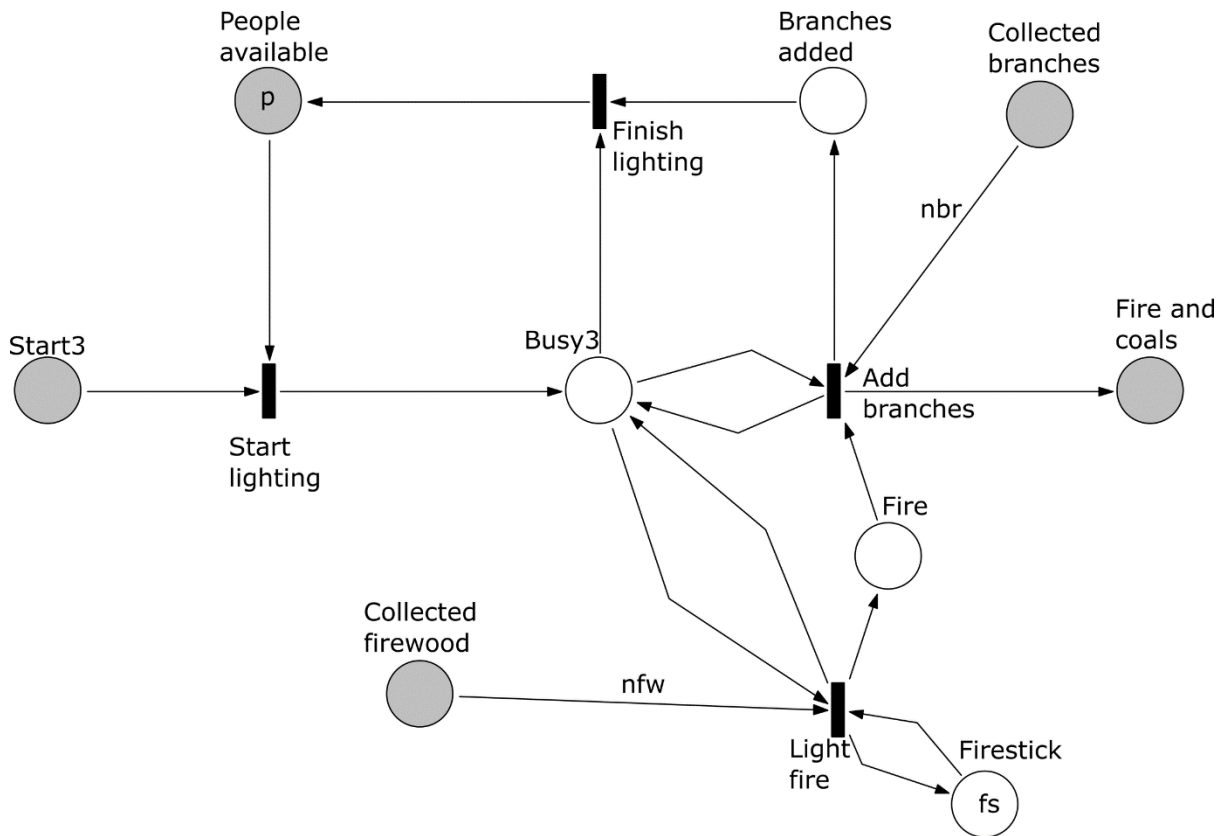 People
available
p
Branches
added
Collected
branches
Finish
lighting
nbr
Start3
Busy3
Fire and
coals
Add
branches
Start
lighting
Fire
Collected
firewood
nfw
Light
fire
Firestick
fs